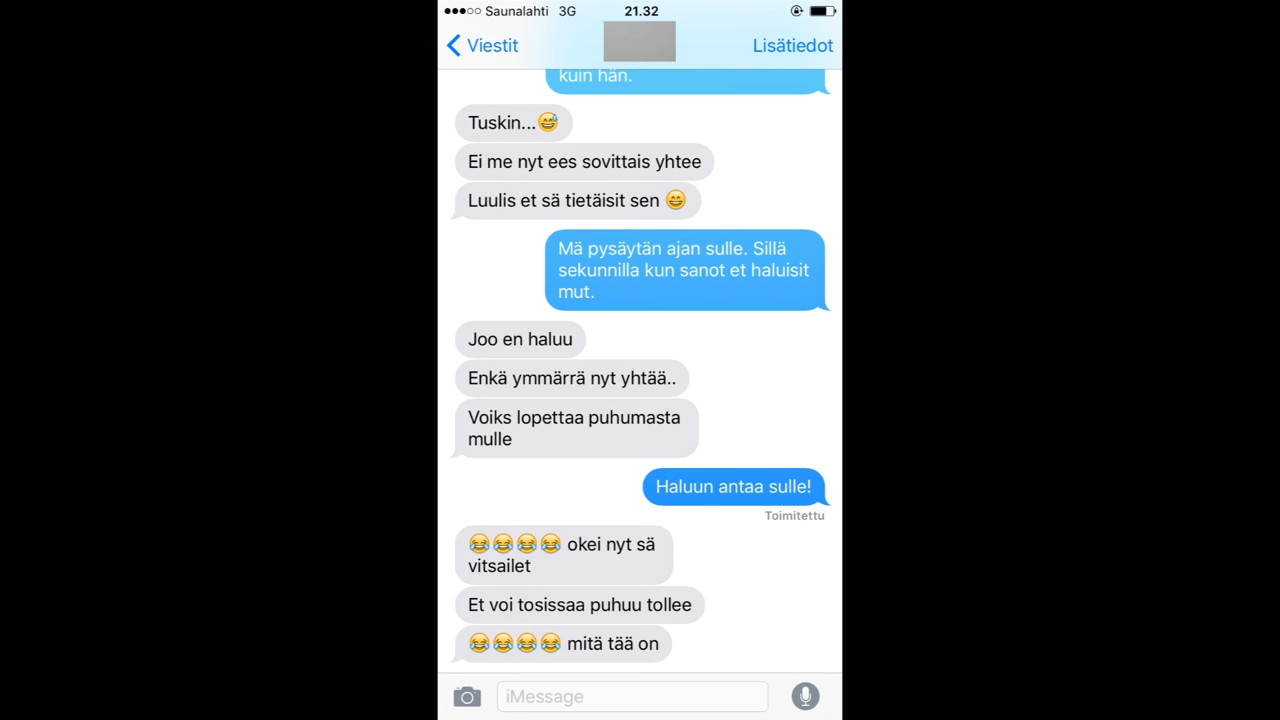 Saunalahti 3G 21.32
Viestit Lisätiedot
kuin hän.
Tuskin...😅
Ei me nyt ees sovittais yhtee
Luulis et sä tietäisit sen 😄
Mä pysäytän ajan sulle. Sillä
sekunnilla kun sanot et haluisit
mut.
Joo en haluu
Enkä ymmärrä nyt yhtää..
Voiks lopettaa puhumasta
mulle
Haluun antaa sulle!
Toimitettu
😂😂😂😂 okei nyt sä
vitsailet
Et voi tosissaa puhuu tollee
😂😂😂😂 mitä tää on
iMessage